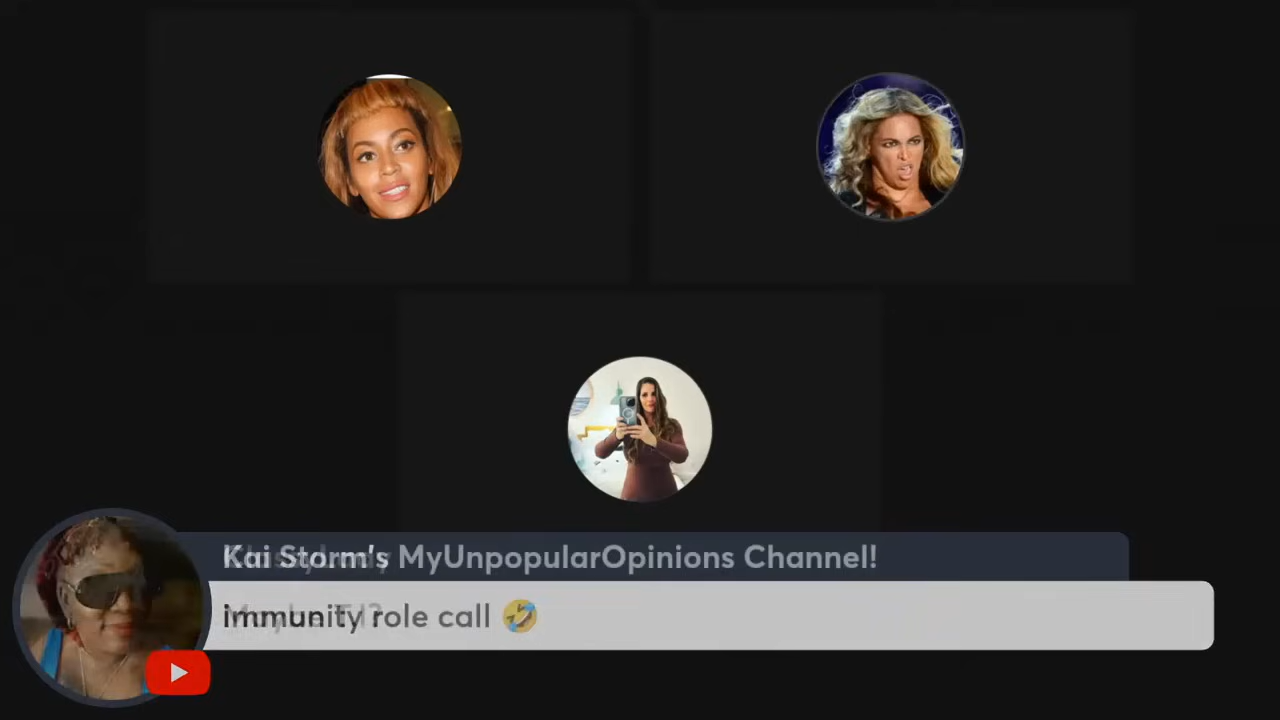 Kai Storm's MyUnpopularOpinions Channel!
immunity role call 🤣